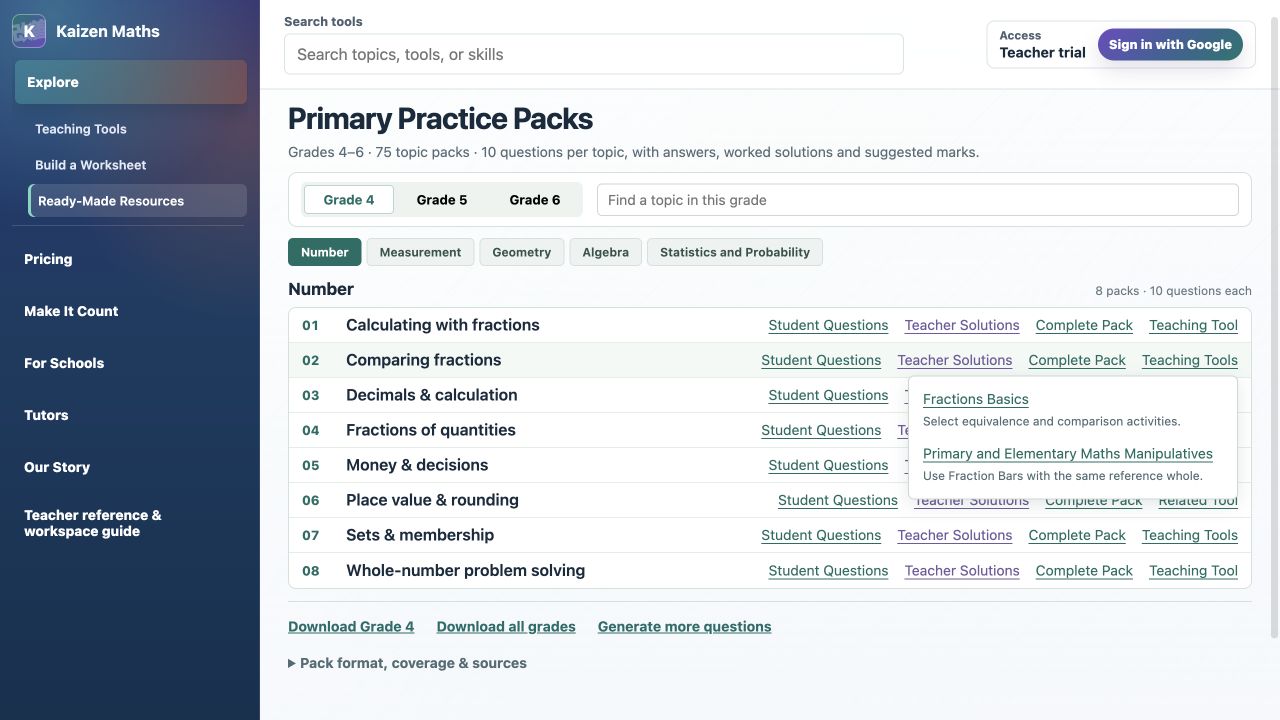 K Kaizen Maths
Explore
Teaching Tools
Build a Worksheet
Ready-Made Resources
Pricing
Make It Count
For Schools
Tutors
Our Story
Teacher reference &
workspace guide
Search tools
Search topics, tools, or skills
Access
Teacher trial
Sign in with Google
Primary Practice Packs
Grades 4–6 · 75 topic packs · 10 questions per topic, with answers, worked solutions and suggested marks.
Grade 4 Grade 5 Grade 6 Find a topic in this grade
Number Measurement Geometry Algebra Statistics and Probability
Number 8 packs · 10 questions each
01 Calculating with fractions Student Questions Teacher Solutions Complete Pack Teaching Tool
02 Comparing fractions Student Questions Teacher Solutions Complete Pack Teaching Tools
03 Decimals & calculation Student Questions
04 Fractions of quantities Student Questions
05 Money & decisions Student Questions
06 Place value & rounding Student Questions Teacher Solutions Complete Pack Related Tool
07 Sets & membership Student Questions Teacher Solutions Complete Pack Teaching Tools
08 Whole-number problem solving Student Questions Teacher Solutions Complete Pack Teaching Tool
Fractions Basics
Select equivalence and comparison activities.
Primary and Elementary Maths Manipulatives
Use Fraction Bars with the same reference whole.
Download Grade 4 Download all grades Generate more questions
Pack format, coverage & sources